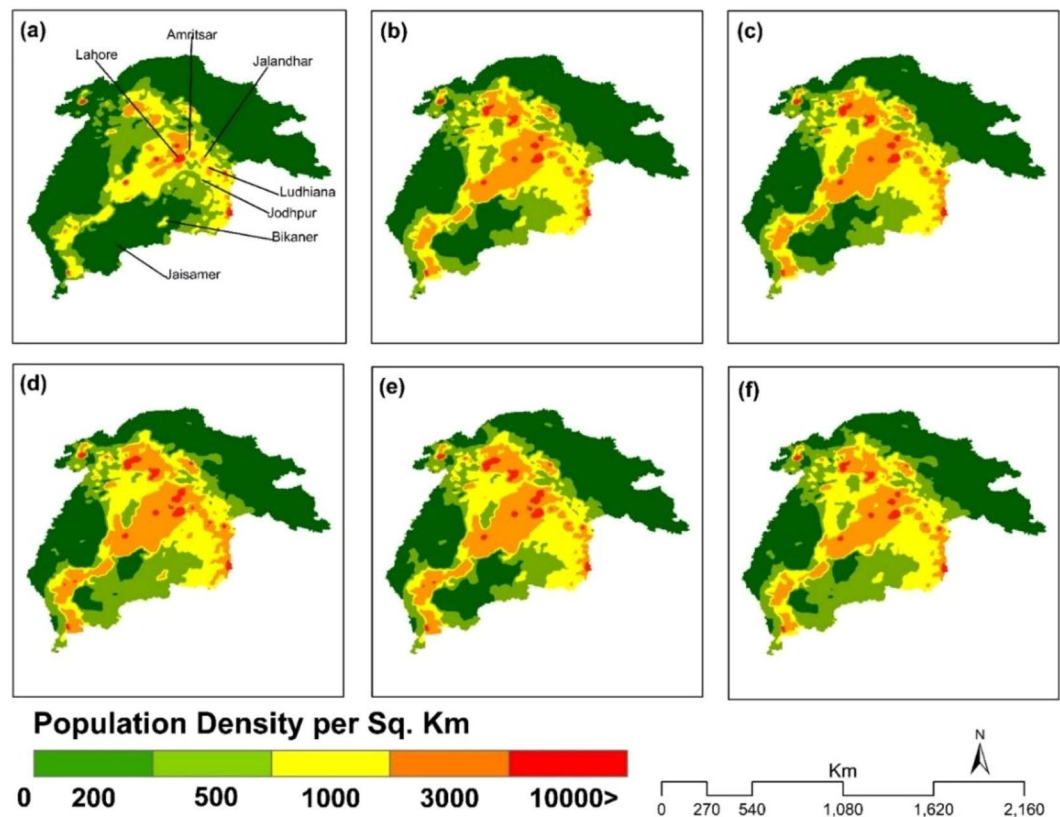 (a)
Amritsar
Lahore
Jalandhar
Ludhiana
Jodhpur
Bikaner
Jaisamer
(b)
(c)
(d)
(e)
(f)
Population Density per Sq. Km
0 200 500 1000 3000 10000>
N
Km
0 270 540 1,080 1,620 2,160